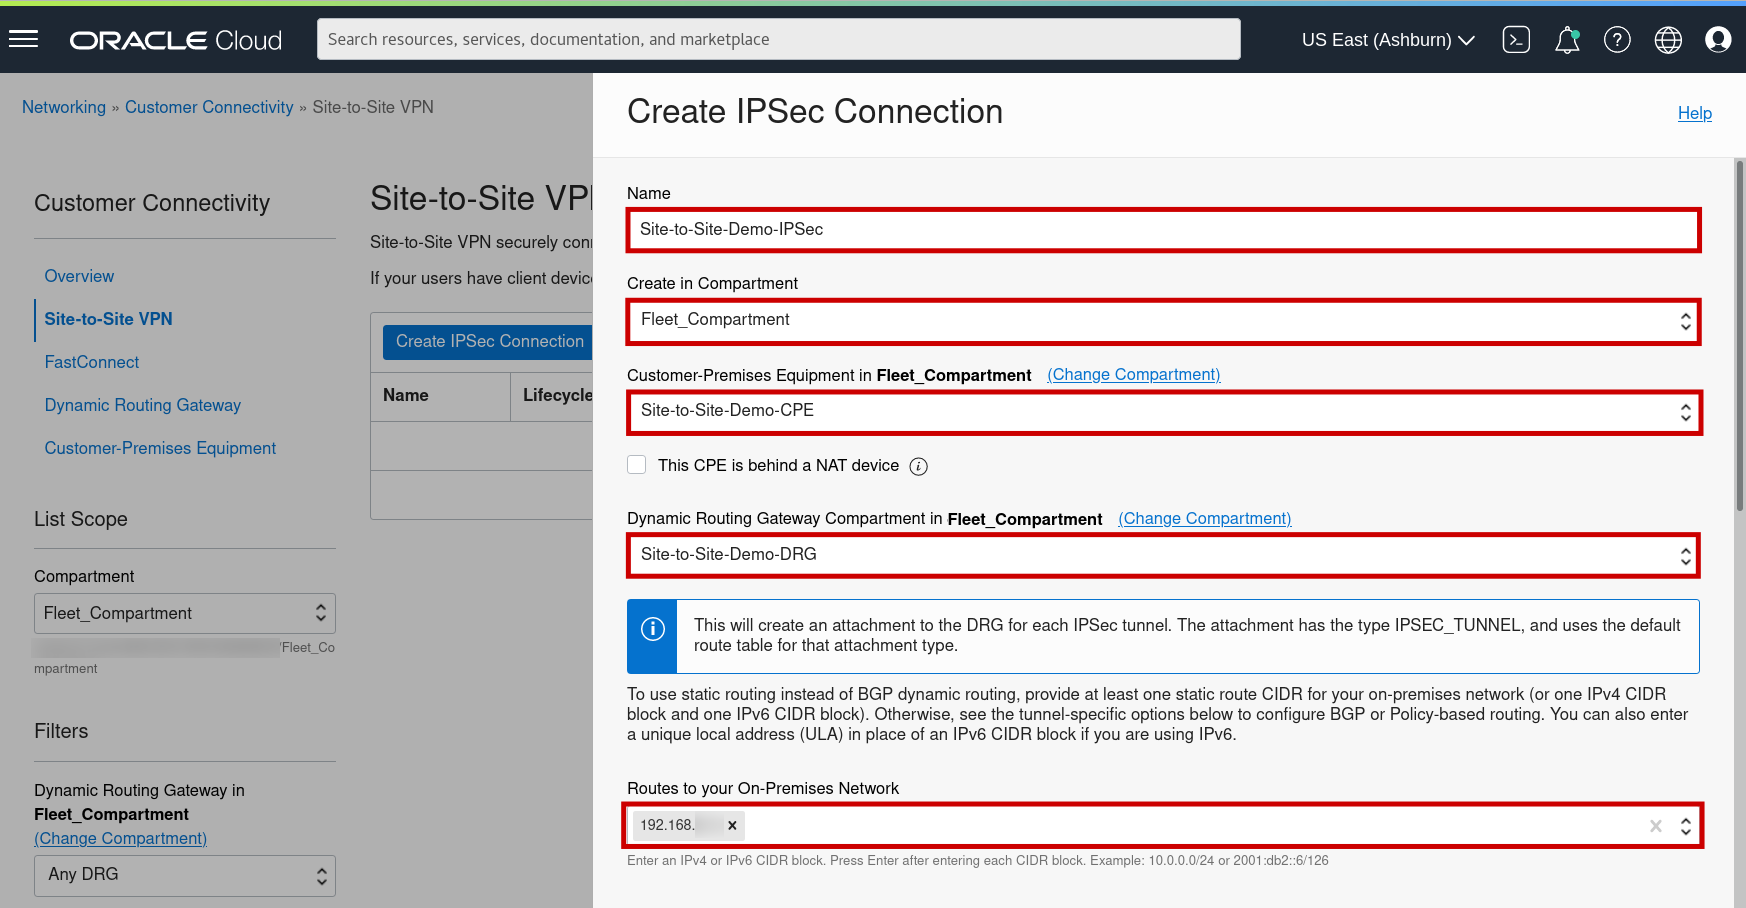 ORACLE Cloud
Search resources, services, documentation, and marketplace
US East (Ashburn)
Networking » Customer Connectivity » Site-to-Site VPN
Customer Connectivity
Overview
Site-to-Site VPN
FastConnect
Dynamic Routing Gateway
Customer-Premises Equipment
List Scope
Compartment
Fleet_Compartment
/Fleet_Co
mpartment
Filters
Dynamic Routing Gateway in
Fleet_Compartment
(Change Compartment)
Any DRG
Site-to-Site VP
Site-to-Site VPN securely con
If your users have client devic
Create IPSec Connection
Name
Lifecycle
Create IPSec Connection
Help
Name
Site-to-Site-Demo-IPSec
Create in Compartment
Fleet_Compartment
Customer-Premises Equipment in Fleet_Compartment (Change Compartment)
Site-to-Site-Demo-CPE
This CPE is behind a NAT device
Dynamic Routing Gateway Compartment in Fleet_Compartment (Change Compartment)
Site-to-Site-Demo-DRG
This will create an attachment to the DRG for each IPSec tunnel. The attachment has the type IPSEC_TUNNEL, and uses the default
route table for that attachment type.
To use static routing instead of BGP dynamic routing, provide at least one static route CIDR for your on-premises network (or one IPv4 CIDR
block and one IPv6 CIDR block). Otherwise, see the tunnel-specific options below to configure BGP or Policy-based routing. You can also enter
a unique local address (ULA) in place of an IPv6 CIDR block if you are using IPv6.
Routes to your On-Premises Network
192.168.
Enter an IPv4 or IPv6 CIDR block. Press Enter after entering each CIDR block. Example: 10.0.0.0/24 or 2001:db2::6/126